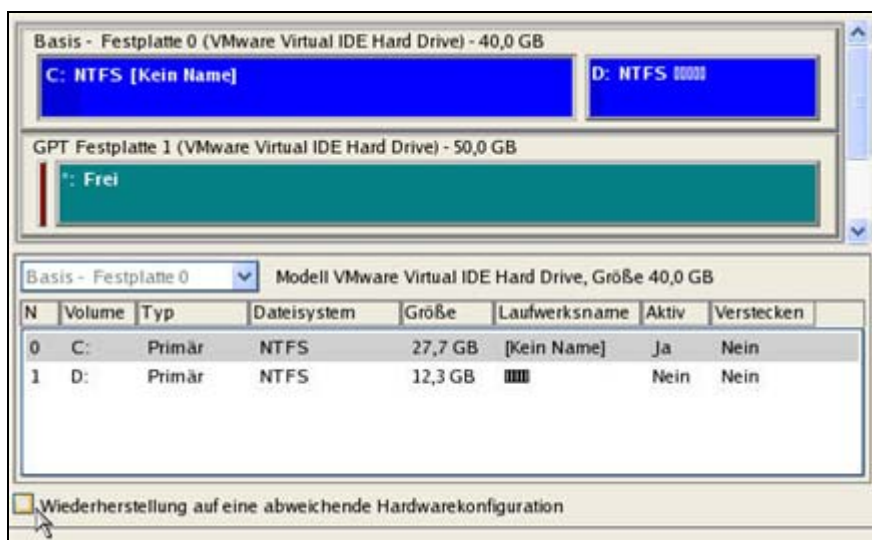 Basis - Festplatte 0 (VMware Virtual IDE Hard Drive) - 40,0 GB
C: NTFS [Kein Name]
D: NTFS
GPT Festplatte 1 (VMware Virtual IDE Hard Drive) - 50,0 GB
*: Frei
Basis - Festplatte 0 Modell VMware Virtual IDE Hard Drive, Größe 40,0 GB
N Volume Typ Dateisystem Größe Laufwerksname Aktiv Verstecken
0 C: Primär NTFS 27,7 GB [Kein Name] Ja Nein
1 D: Primär NTFS 12,3 GB Nein Nein
Wiederherstellung auf eine abweichende Hardwarekonfiguration